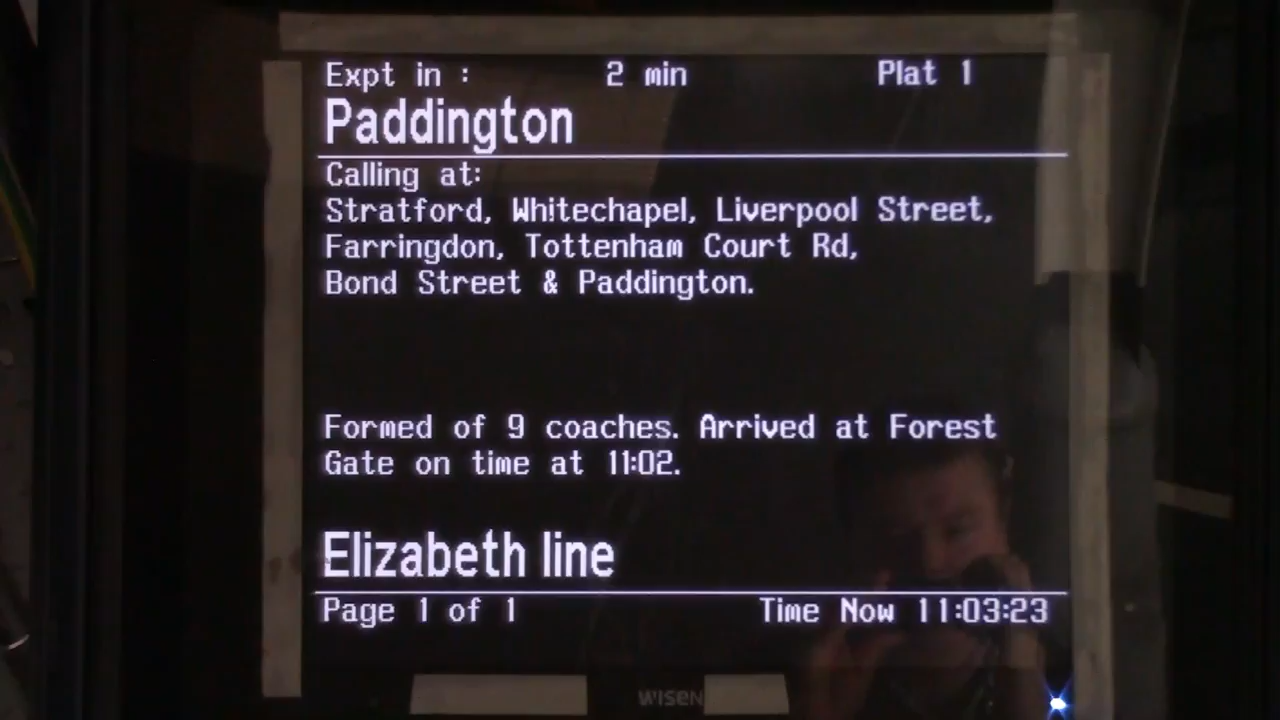 Expt in : 2 min Plat 1
Paddington
Calling at:
Stratford, Whitechapel, Liverpool Street,
Farringdon, Tottenham Court Rd,
Bond Street & Paddington.
Formed of 9 coaches. Arrived at Forest
Gate on time at 11:02.
Elizabeth line
Page 1 of 1 Time Now 11:03:23
WISEN